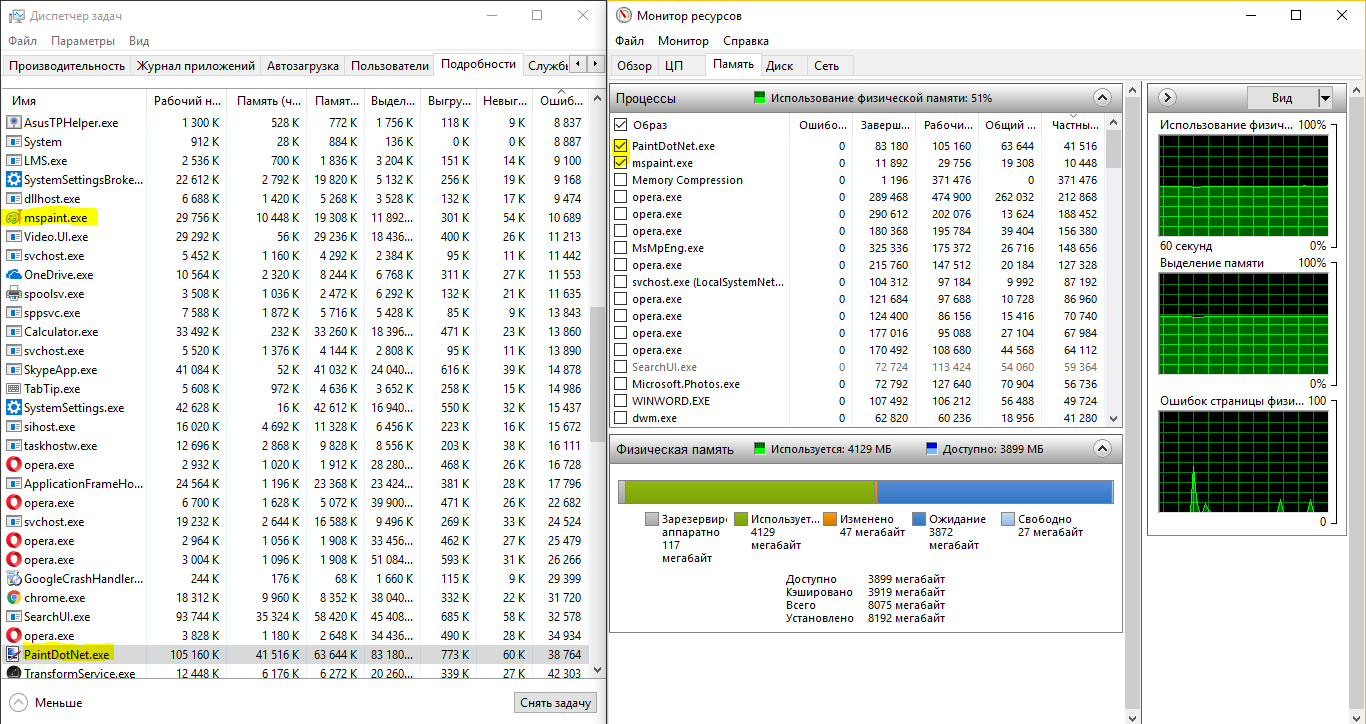 Диспетчер задач
Файл Параметры Вид
Производительность Журнал приложений Автозагрузка Пользователи Подробности Службы
Имя Рабочий н... Память (ч... Памят... Выдел... Выгру... Невыг... Ошиб...
AsusTPHelper.exe 1 300 K 528 K 772 K 1 756 K 118 K 9 K 8 837
System 912 K 28 K 884 K 136 K 0 K 0 K 8 887
LMS.exe 2 536 K 700 K 1 836 K 3 204 K 151 K 14 K 9 100
SystemSettingsBroke... 22 612 K 2 792 K 19 820 K 5 132 K 256 K 19 K 9 168
dllhost.exe 6 688 K 1 420 K 5 268 K 3 528 K 132 K 17 K 9 474
mspaint.exe 29 756 K 10 448 K 19 308 K 11 892... 301 K 54 K 10 689
Video.UI.exe 29 292 K 56 K 29 236 K 18 436... 400 K 26 K 11 213
svchost.exe 5 452 K 1 160 K 4 292 K 2 384 K 95 K 11 K 11 442
OneDrive.exe 10 564 K 2 320 K 8 244 K 6 768 K 311 K 27 K 11 553
spoolsv.exe 3 508 K 1 036 K 2 472 K 6 292 K 132 K 21 K 11 635
sppsvc.exe 7 588 K 1 872 K 5 716 K 5 428 K 85 K 9 K 13 843
Calculator.exe 33 492 K 232 K 33 260 K 18 396... 471 K 23 K 13 860
svchost.exe 5 520 K 1 376 K 4 144 K 2 808 K 95 K 11 K 13 890
SkypeApp.exe 41 084 K 52 K 41 032 K 24 040... 616 K 39 K 14 878
TabTip.exe 5 608 K 972 K 4 636 K 3 652 K 258 K 15 K 14 986
SystemSettings.exe 42 628 K 16 K 42 612 K 16 940... 550 K 32 K 15 437
sihost.exe 16 020 K 4 692 K 11 328 K 6 456 K 223 K 16 K 15 672
taskhostw.exe 12 696 K 2 868 K 9 828 K 8 556 K 203 K 38 K 16 111
opera.exe 2 932 K 1 020 K 1 912 K 28 280... 468 K 26 K 16 728
ApplicationFrameHo... 24 564 K 1 196 K 23 368 K 23 424... 381 K 28 K 17 796
opera.exe 6 700 K 1 628 K 5 072 K 39 900... 471 K 26 K 22 682
svchost.exe 19 232 K 2 644 K 16 588 K 9 496 K 269 K 33 K 24 524
opera.exe 2 964 K 1 056 K 1 908 K 33 456... 462 K 27 K 25 479
opera.exe 3 004 K 1 096 K 1 908 K 51 084... 593 K 31 K 26 266
GoogleCrashHandler... 244 K 176 K 68 K 1 660 K 115 K 9 K 29 399
chrome.exe 18 312 K 9 960 K 8 352 K 38 040... 332 K 22 K 31 720
SearchUI.exe 93 744 K 35 324 K 58 420 K 45 408... 685 K 58 K 32 578
opera.exe 3 828 K 1 180 K 2 648 K 34 436... 490 K 28 K 34 934
PaintDotNet.exe 105 160 K 41 516 K 63 644 K 83 180... 773 K 60 K 38 764
TransformService.exe 12 448 K 6 176 K 6 272 K 20 260... 339 K 27 K 42 303
Меньше Снять задачу
Монитор ресурсов
Файл Монитор Справка
Обзор ЦП Память Диск Сеть
Процессы Использование физической памяти: 51%
Образ Ошибо... Заверш... Рабочи... Общий ... Частны...
PaintDotNet.exe 0 83 180 105 160 63 644 41 516
mspaint.exe 0 11 892 29 756 19 308 10 448
Memory Compression 0 1 196 371 476 0 371 476
opera.exe 0 289 468 474 900 262 032 212 868
opera.exe 0 290 612 202 076 13 624 188 452
opera.exe 0 180 368 195 784 39 404 156 380
MsMpEng.exe 0 325 336 175 372 26 716 148 656
opera.exe 0 215 760 147 512 20 184 127 328
svchost.exe (LocalSystemNet... 0 104 312 97 184 9 992 87 192
opera.exe 0 121 684 97 688 10 728 86 960
opera.exe 0 124 400 86 156 15 416 70 740
opera.exe 0 177 016 95 088 27 104 67 984
opera.exe 0 170 492 108 680 44 568 64 112
SearchUI.exe 0 72 724 113 424 54 060 59 364
Microsoft.Photos.exe 0 72 792 127 640 70 904 56 736
WINWORD.EXE 0 107 492 106 212 56 488 49 724
dwm.exe 0 62 820 60 236 18 956 41 280
Физическая память Используется: 4129 МБ Доступно: 3899 МБ
Зарезервир Использует... Изменено Ожидание Свободно
аппаратно 4129 47 мегабайт 3872 27 мегабайт
117 мегабайт мегабайт
мегабайт
Доступно 3899 мегабайт
Кэшировано 3919 мегабайт
Всего 8075 мегабайт
Установлено 8192 мегабайт
Вид
Использование физич... 100%
60 секунд 0%
Выделение памяти 100%
0%
Ошибок страницы физи... 100
0